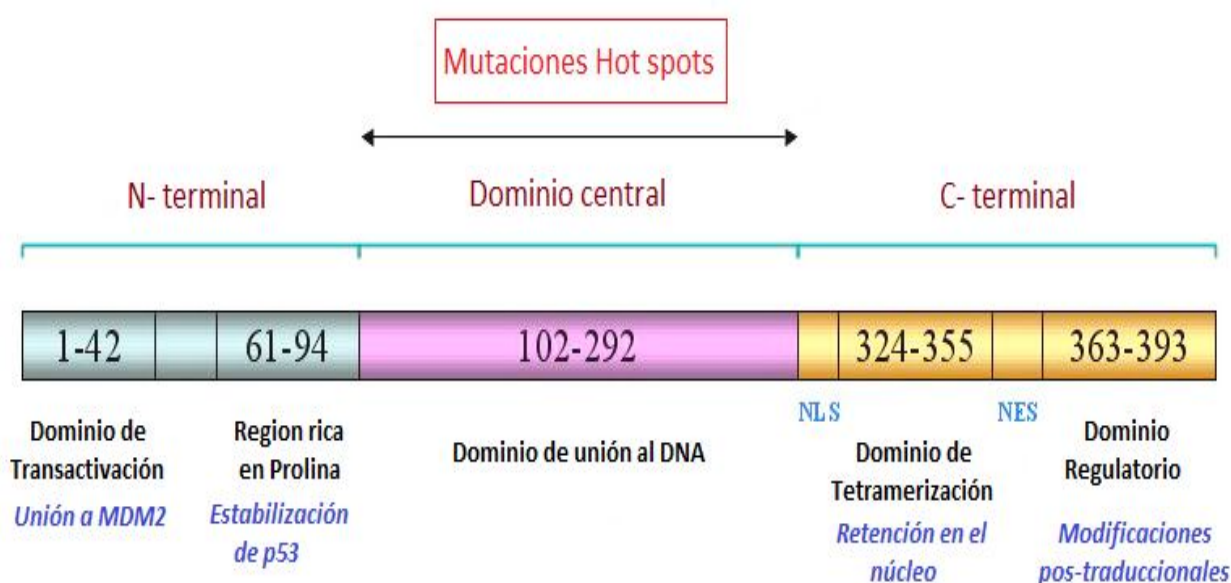 Mutaciones Hot spots
N- terminal
Dominio central
C- terminal
1-42
61-94
102-292
324-355
363-393
NLS
NES
Dominio de
Transactivación
Unión a MDM2
Region rica
en Prolina
Estabilización
de p53
Dominio de unión al DNA
Dominio de
Tetramerización
Retención en el
núcleo
Dominio
Regulatorio
Modificaciones
pos-traduccionales